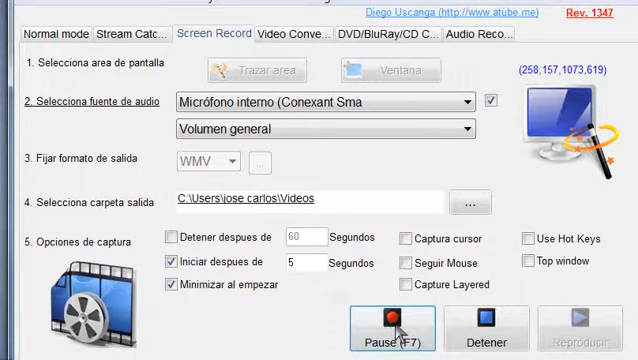 Diego Uscanga (http://www.atube.me) Rev. 1347
Normal mode Stream Catc... Screen Record Video Conve... DVD/BluRay/CD C... Audio Reco...
1. Selecciona area de pantalla Trazar area Ventana (258,157,1073,619)
2. Selecciona fuente de audio Micrófono interno (Conexant Sma
Volumen general
3. Fijar formato de salida WMV ...
4. Selecciona carpeta salida C:\Users\jose carlos\Videos ...
5. Opciones de captura Detener despues de 60 Segundos Captura cursor Use Hot Keys
Iniciar despues de 5 Segundos Seguir Mouse Top window
Minimizar al empezar Capture Layered
Pause (F7) Detener Reproducir